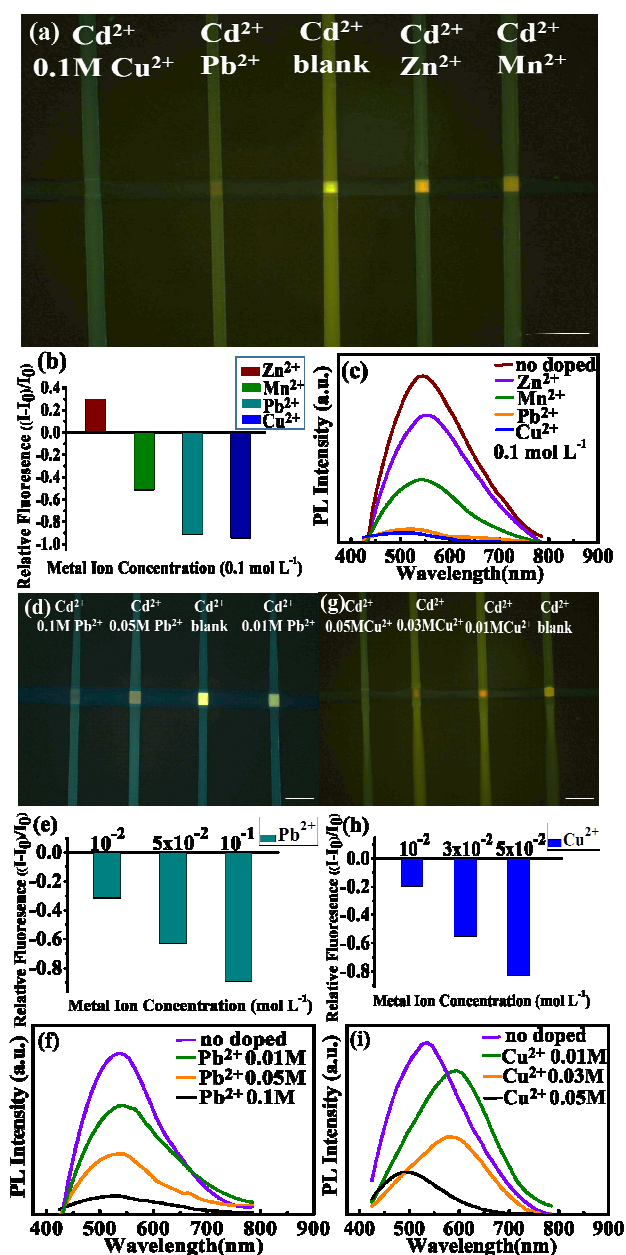 (a) Cd²⁺ Cd²⁺ Cd²⁺ Cd²⁺ Cd²⁺
0.1M Cu²⁺ Pb²⁺ blank Zn²⁺ Mn²⁺
(b)
Zn²⁺
Mn²⁺
Pb²⁺
Cu²⁺
Relative Fluoresence ((I-I₀)/I₀)
0.4
0.2
0.0
-0.2
-0.4
-0.6
-0.8
-1.0
Metal Ion Concentration (0.1 mol L⁻¹)
(c)
no doped
Zn²⁺
Mn²⁺
Pb²⁺
Cu²⁺
0.1 mol L⁻¹
PL Intensity (a.u.)
400 500 600 700 800 900
Wavelength(nm)
(d) Cd²⁺ Cd²⁺ Cd²⁺ Cd²⁺
0.1M Pb²⁺ 0.05M Pb²⁺ blank 0.01M Pb²⁺
(g) Cd²⁺ Cd²⁺ Cd²⁺ Cd²⁺
0.05MCu²⁺ 0.03MCu²⁺ 0.01MCu²⁺ blank
(e)
Pb²⁺
10⁻² 5x10⁻² 10⁻¹
Relative Fluoresence ((I-I₀)/I₀)
0.0
-0.2
-0.4
-0.6
-0.8
Metal Ion Concentration (mol L⁻¹)
(h)
Cu²⁺
10⁻² 3x10⁻² 5x10⁻²
Relative Fluoresence ((I-I₀)/I₀)
0.0
-0.2
-0.4
-0.6
-0.8
Metal Ion Concentration (mol L⁻¹)
(f)
no doped
Pb²⁺ 0.01M
Pb²⁺ 0.05M
Pb²⁺ 0.1M
PL Intensity (a.u.)
400 500 600 700 800 900
Wavelength(nm)
(i)
no doped
Cu²⁺ 0.01M
Cu²⁺ 0.03M
Cu²⁺ 0.05M
PL Intensity (a.u.)
400 500 600 700 800 900
Wavelength(nm)